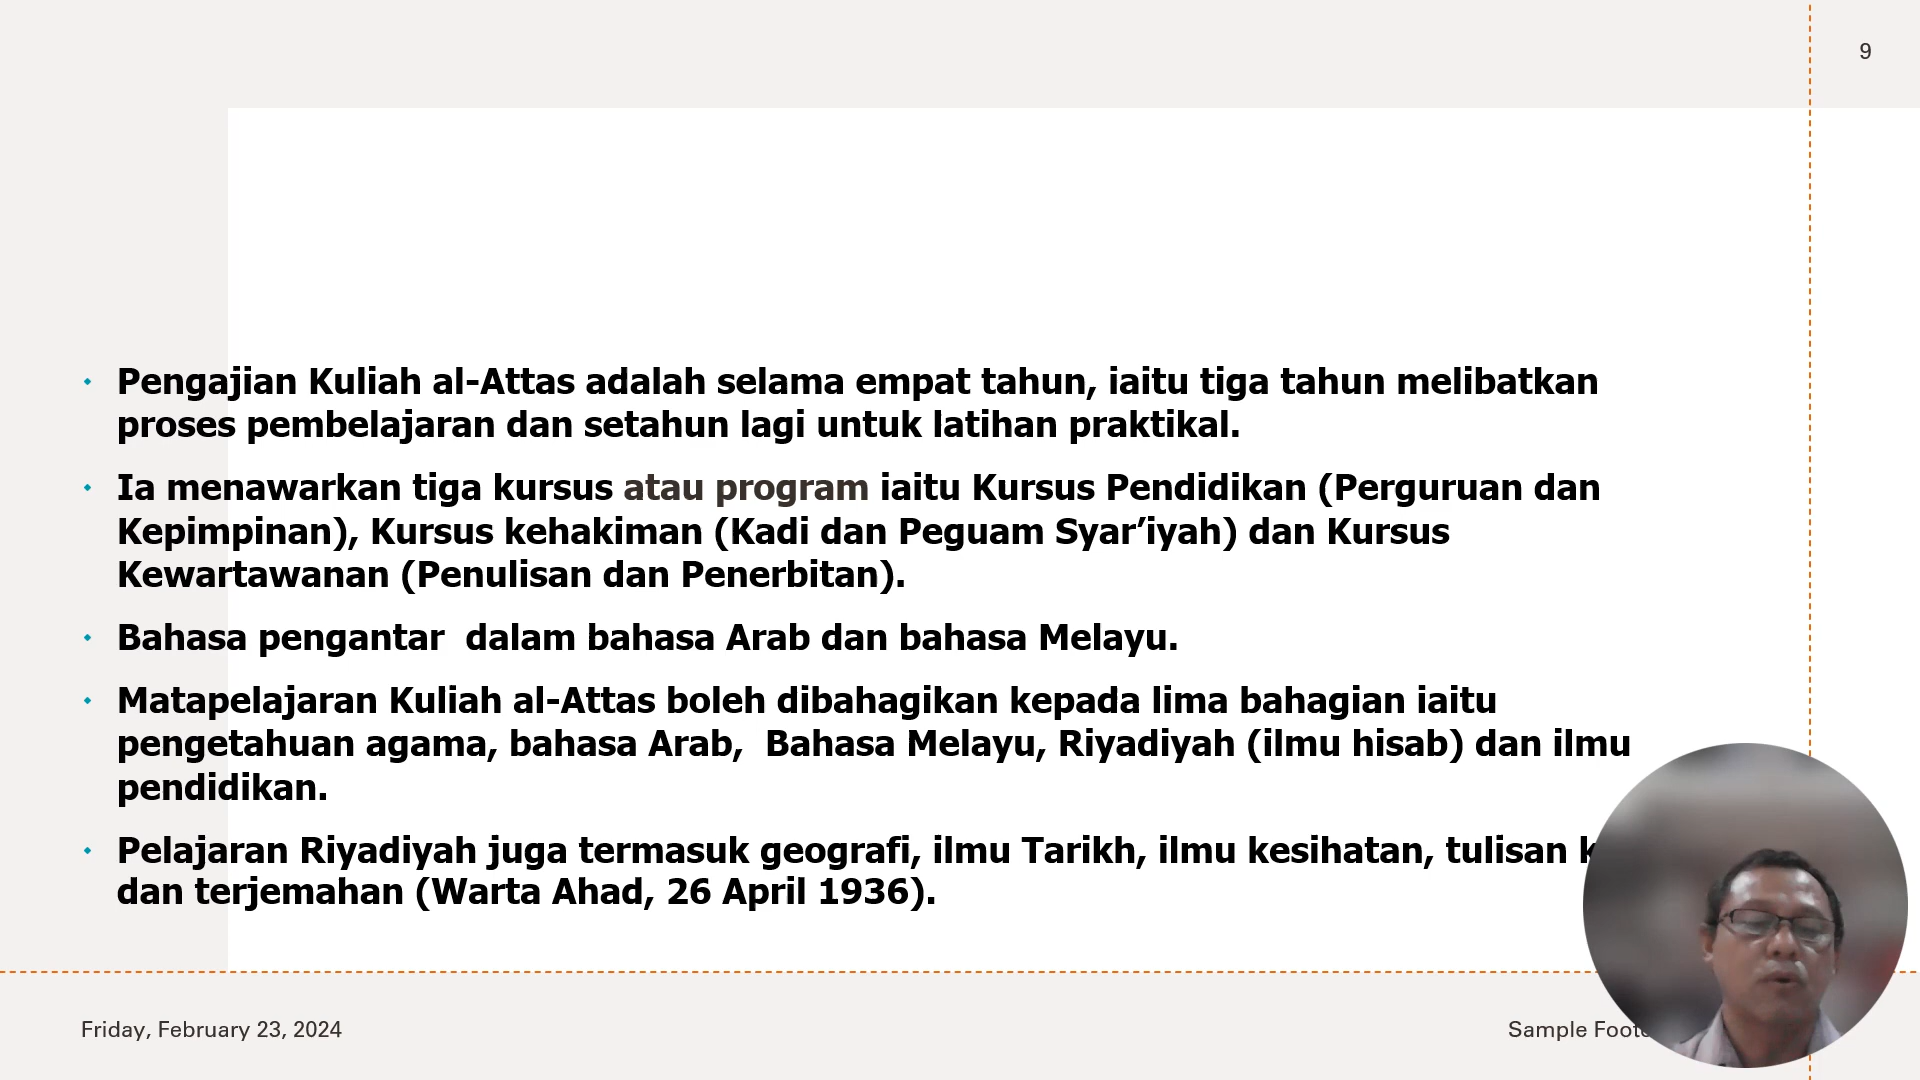 9
Pengajian Kuliah al-Attas adalah selama empat tahun, iaitu tiga tahun melibatkan
proses pembelajaran dan setahun lagi untuk latihan praktikal.
Ia menawarkan tiga kursus atau program iaitu Kursus Pendidikan (Perguruan dan
Kepimpinan), Kursus kehakiman (Kadi dan Peguam Syar’iyah) dan Kursus
Kewartawanan (Penulisan dan Penerbitan).
Bahasa pengantar  dalam bahasa Arab dan bahasa Melayu.
Matapelajaran Kuliah al-Attas boleh dibahagikan kepada lima bahagian iaitu
pengetahuan agama, bahasa Arab,  Bahasa Melayu, Riyadiyah (ilmu hisab) dan ilmu
pendidikan.
Pelajaran Riyadiyah juga termasuk geografi, ilmu Tarikh, ilmu kesihatan, tulisan
dan terjemahan (Warta Ahad, 26 April 1936).
Friday, February 23, 2024
Sample